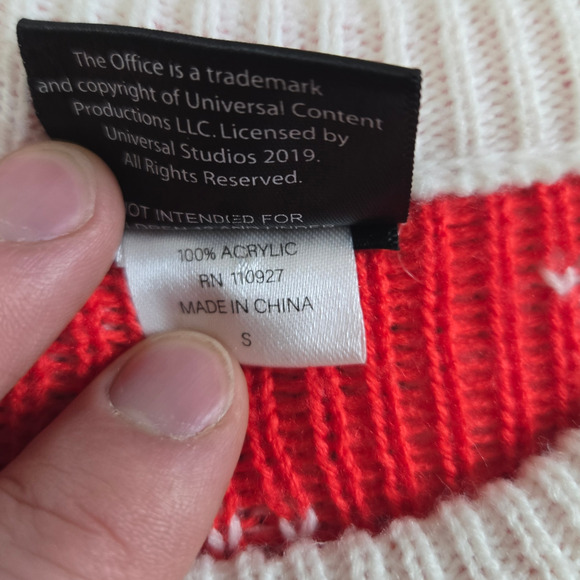 The Office is a trademark
and copyright of Universal Content
Productions LLC. Licensed by
Universal Studios 2019.
All Rights Reserved.
OT INTENDED FOR
100% ACRYLIC
RN 110927
MADE IN CHINA
S